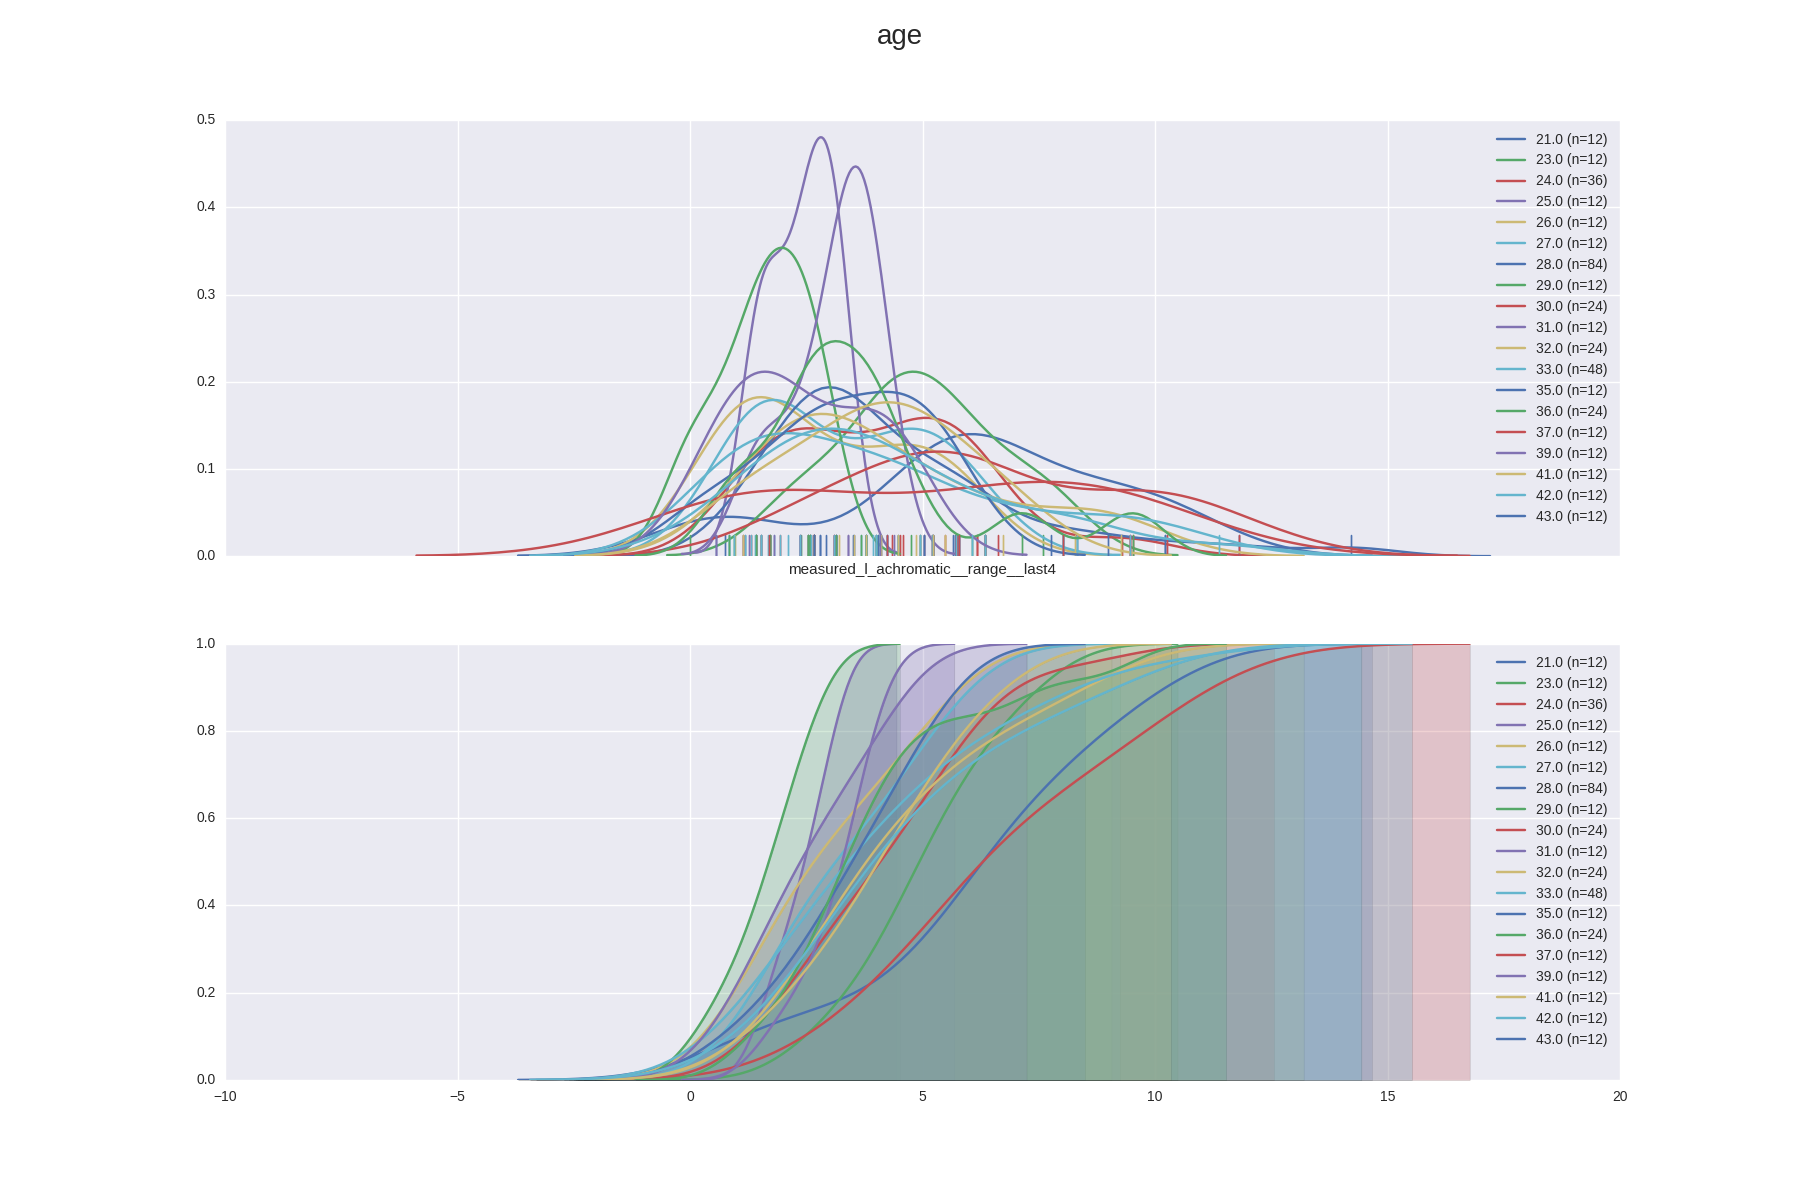 age
0.5
0.4
0.3
0.2
0.1
0.0
21.0 (n=12)
23.0 (n=12)
24.0 (n=36)
25.0 (n=12)
26.0 (n=12)
27.0 (n=12)
28.0 (n=84)
29.0 (n=12)
30.0 (n=24)
31.0 (n=12)
32.0 (n=24)
33.0 (n=48)
35.0 (n=12)
36.0 (n=24)
37.0 (n=12)
39.0 (n=12)
41.0 (n=12)
42.0 (n=12)
43.0 (n=12)
measured_l_achromatic__range__last4
1.0
0.8
0.6
0.4
0.2
0.0
21.0 (n=12)
23.0 (n=12)
24.0 (n=36)
25.0 (n=12)
26.0 (n=12)
27.0 (n=12)
28.0 (n=84)
29.0 (n=12)
30.0 (n=24)
31.0 (n=12)
32.0 (n=24)
33.0 (n=48)
35.0 (n=12)
36.0 (n=24)
37.0 (n=12)
39.0 (n=12)
41.0 (n=12)
42.0 (n=12)
43.0 (n=12)
−10 −5 0 5 10 15 20